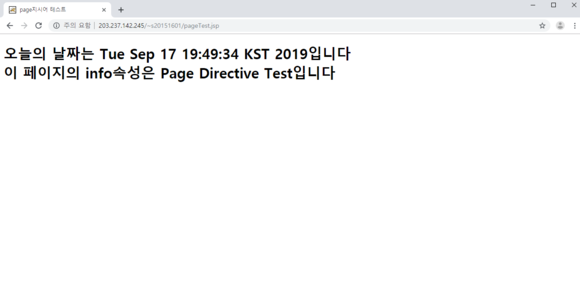 page지시어 테스트
주의 요함 | 203.237.142.245/~s20151601/pageTest.jsp
오늘의 날짜는 Tue Sep 17 19:49:34 KST 2019입니다
이 페이지의 info속성은 Page Directive Test입니다